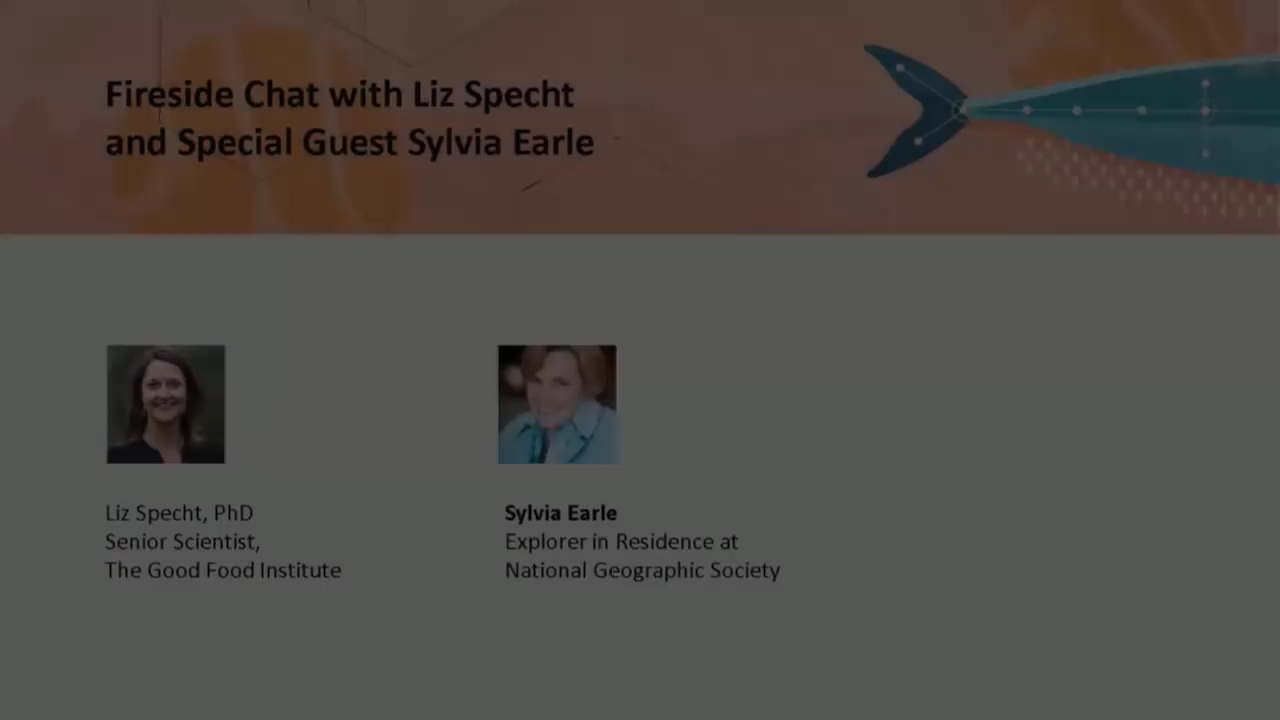 Fireside Chat with Liz Specht
and Special Guest Sylvia Earle
Liz Specht, PhD
Senior Scientist,
The Good Food Institute
Sylvia Earle
Explorer in Residence at
National Geographic Society